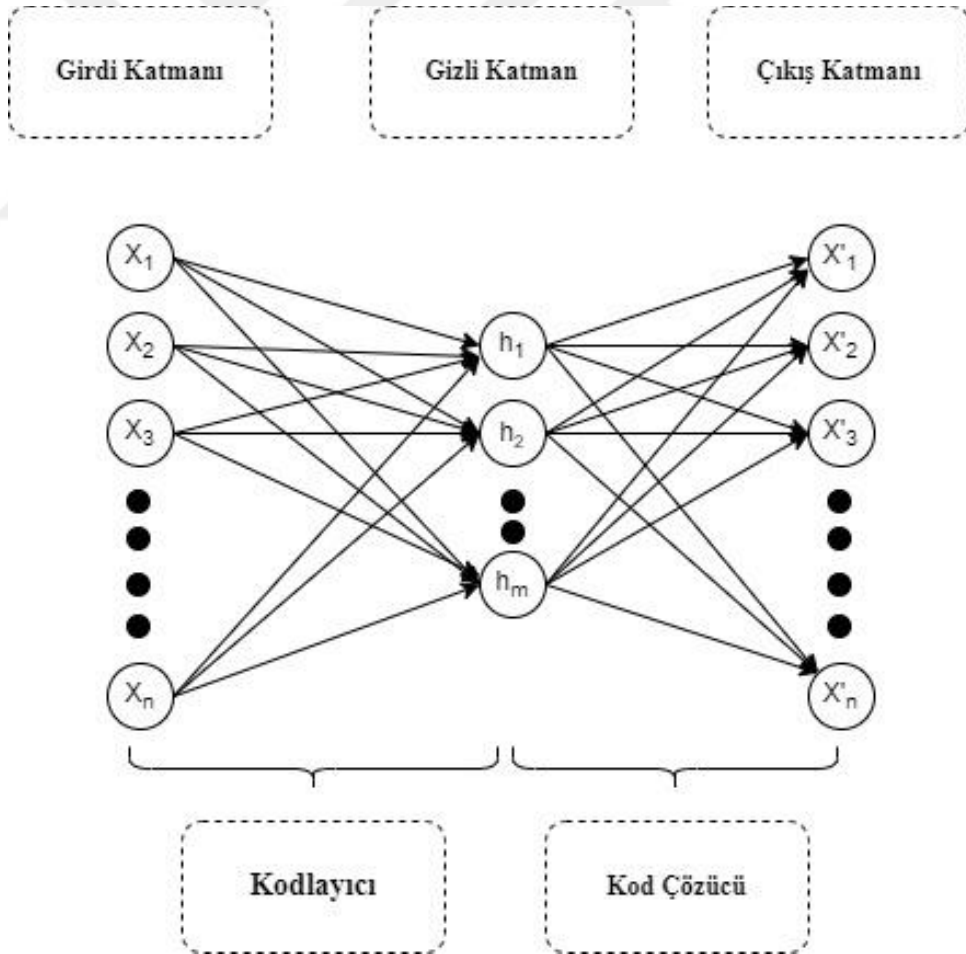 Girdi Katmanı
Gizli Katman
Çıkış Katmanı
X1
X2
X3
Xn
h1
h2
hm
X'1
X'2
X'3
X'n
Kodlayıcı
Kod Çözücü